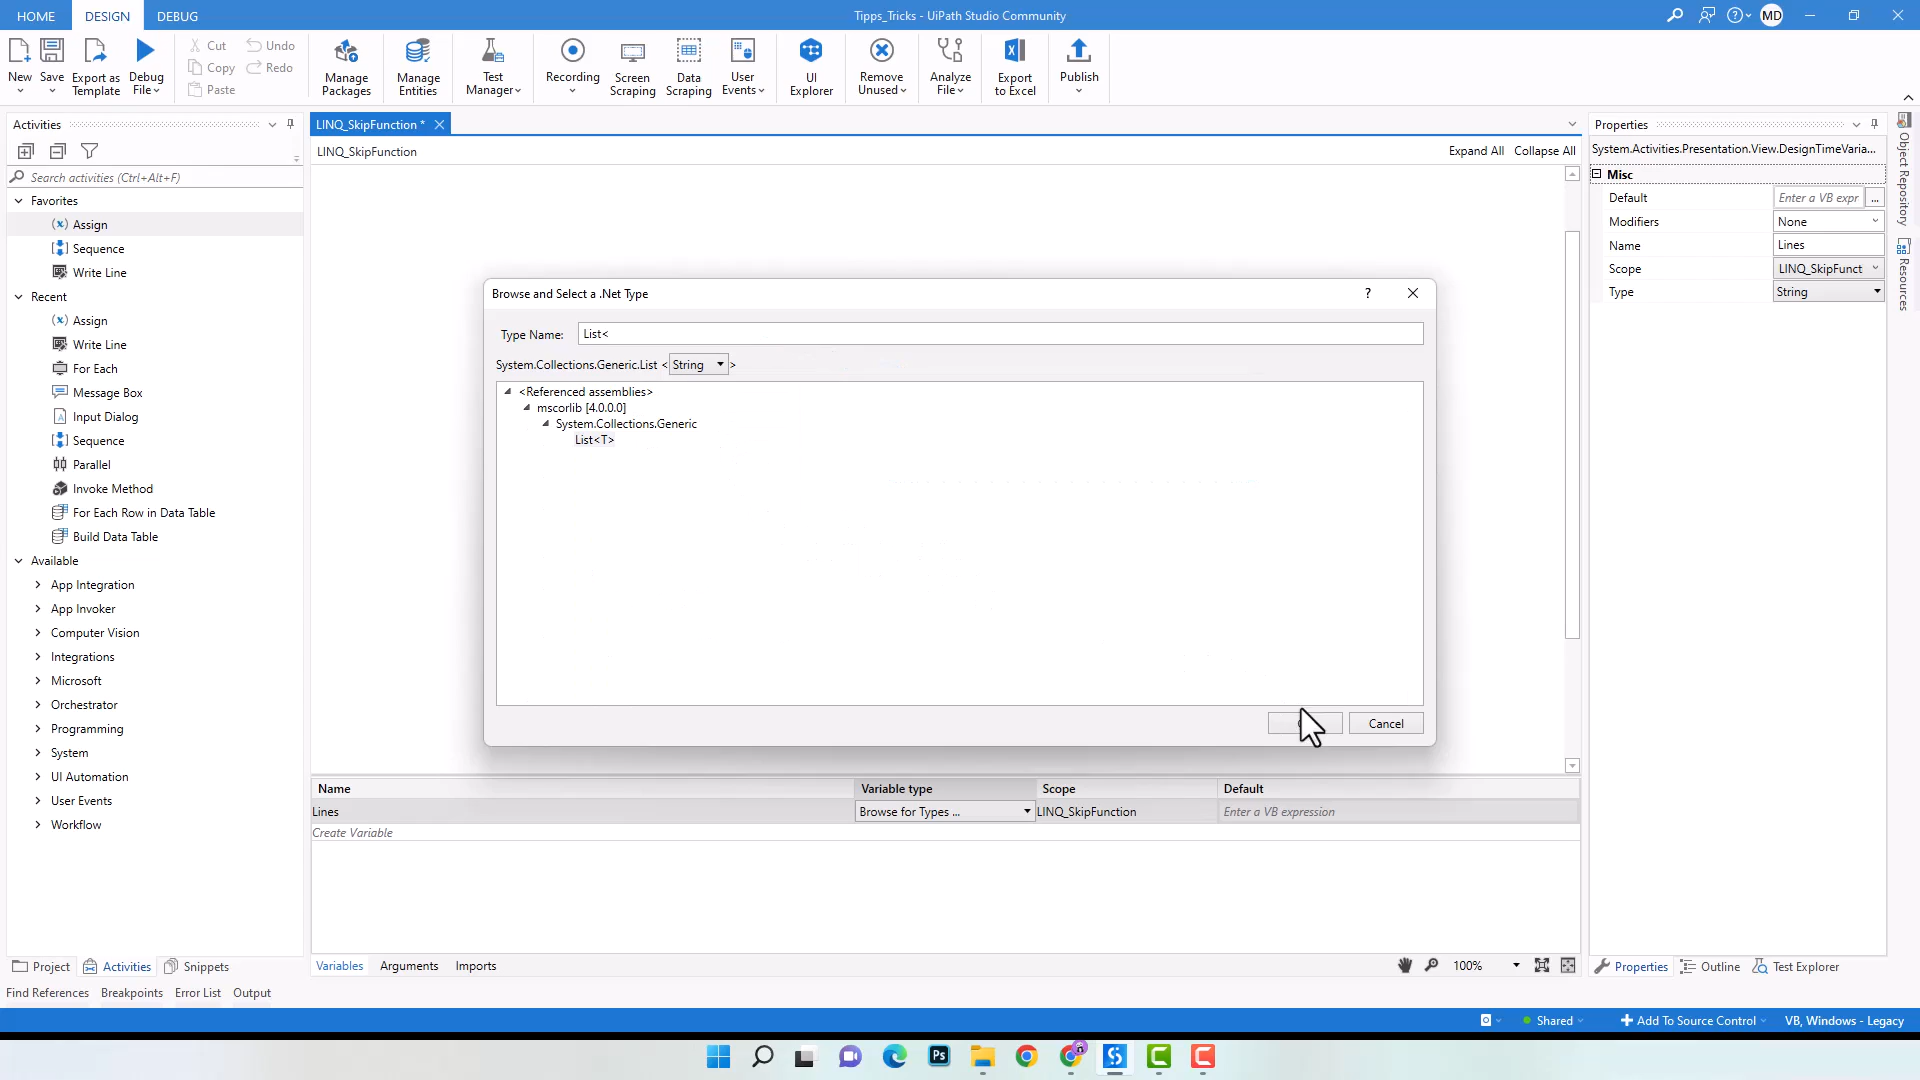 HOME DESIGN DEBUG Tipps_Tricks - UiPath Studio Community MD
New Save Export as Template Debug File Cut Copy Paste Undo Redo Manage Packages Manage Entities Test Manager Recording Screen Scraping Data Scraping User Events UI Explorer Remove Unused Analyze File Export to Excel Publish
Activities
Search activities (Ctrl+Alt+F)
Favorites
Assign
Sequence
Write Line
Recent
Assign
Write Line
For Each
Message Box
Input Dialog
Sequence
Parallel
Invoke Method
For Each Row in Data Table
Build Data Table
Available
App Integration
App Invoker
Computer Vision
Integrations
Microsoft
Orchestrator
Programming
System
UI Automation
User Events
Workflow
Project Activities Snippets
LINQ_SkipFunction *
LINQ_SkipFunction Expand All Collapse All
Browse and Select a .Net Type ?
Type Name: List<
System.Collections.Generic.List < String >
<Referenced assemblies>
mscorlib [4.0.0.0]
System.Collections.Generic
List<T>
Cancel
Name Variable type Scope Default
Lines Browse for Types ... LINQ_SkipFunction Enter a VB expression
Create Variable
Variables Arguments Imports 100%
Properties
System.Activities.Presentation.View.DesignTimeVaria...
Misc
Default Enter a VB expr ...
Modifiers None
Name Lines
Scope LINQ_SkipFunct
Type String
Object Repository
Resources
Properties Outline Test Explorer
Find References Breakpoints Error List Output
Shared Add To Source Control VB, Windows - Legacy
Ps